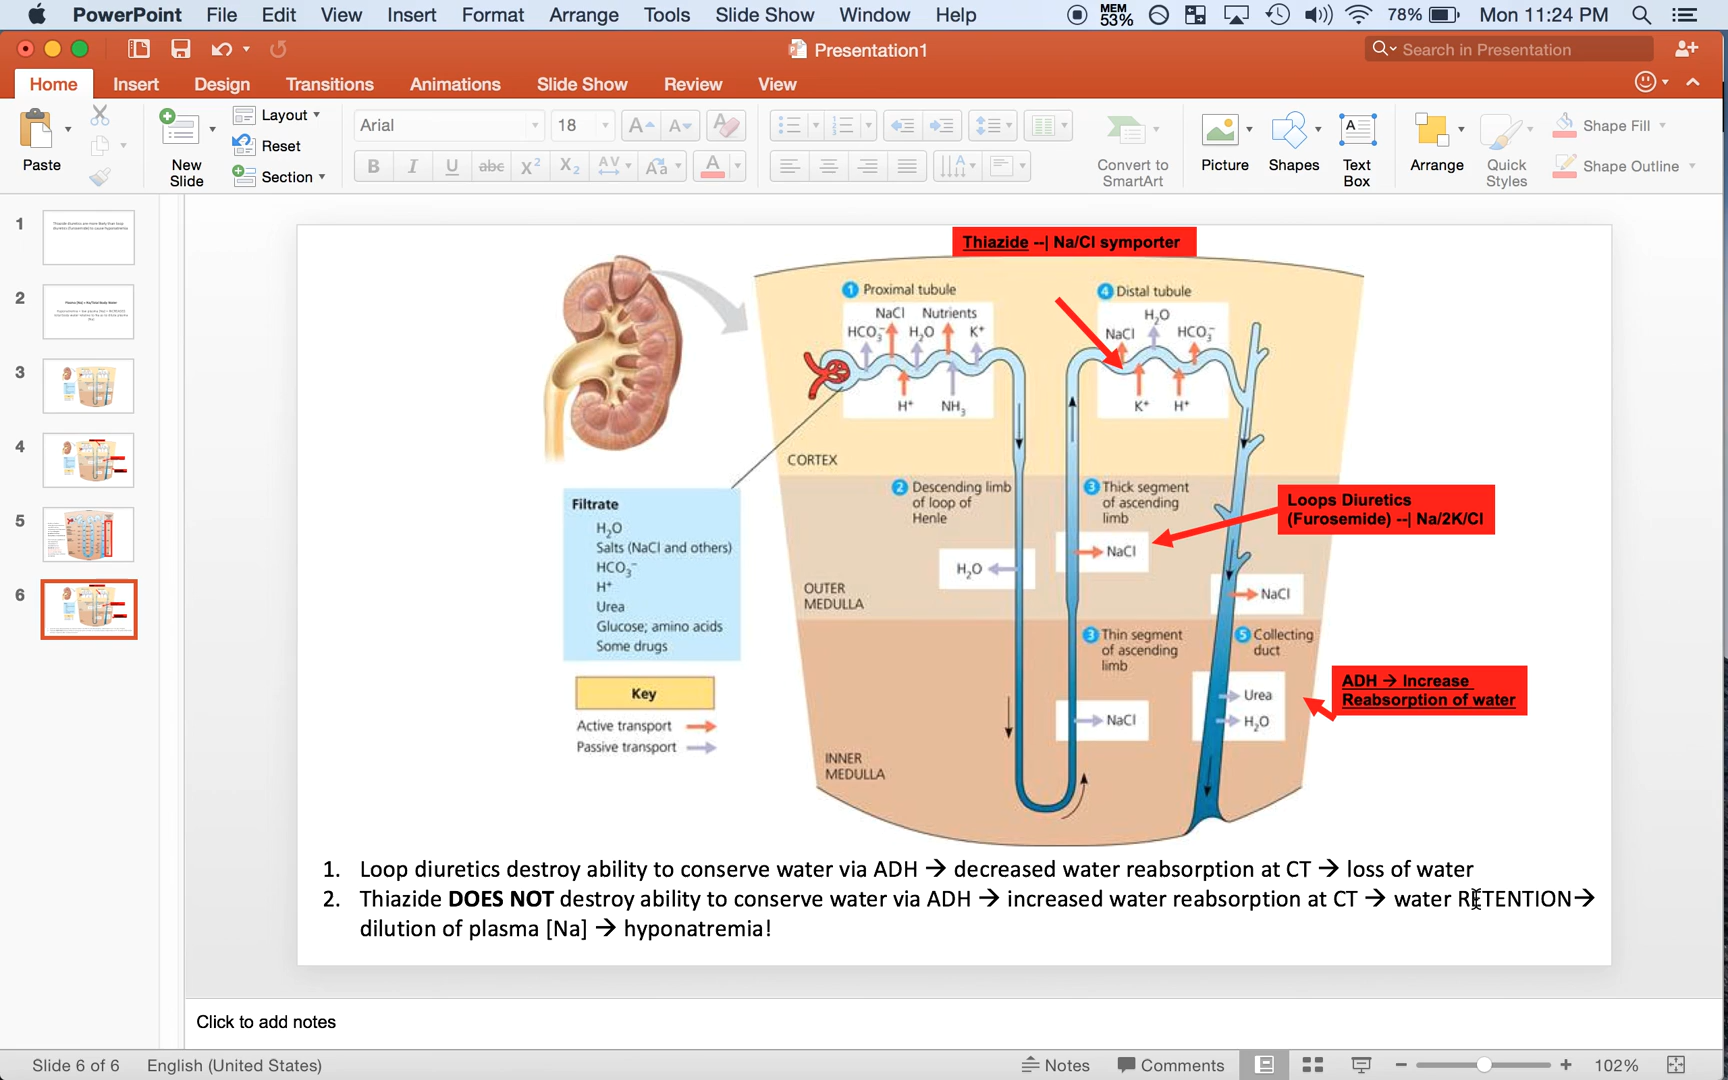 PowerPoint File Edit View Insert Format Arrange Tools Slide Show Window Help MEM 53% 78% Mon 11:24 PM
Presentation1
Search in Presentation
Home Insert Design Transitions Animations Slide Show Review View
Paste
New Slide
Layout
Reset
Section
Arial 18
B I U abc X² X₂ AV Aa A
Convert to SmartArt
Picture
Shapes
Text Box
Arrange
Quick Styles
Shape Fill
Shape Outline
1
2
3
4
5
6
Thiazide --| Na/Cl symporter
1 Proximal tubule
NaCl Nutrients
HCO₃⁻ H₂O K⁺
H⁺ NH₃
4 Distal tubule
H₂O
NaCl HCO₃⁻
K⁺ H⁺
CORTEX
2 Descending limb
of loop of
Henle
H₂O
3 Thick segment
of ascending
limb
NaCl
Loops Diuretics
(Furosemide) --| Na/2K/Cl
Filtrate
H₂O
Salts (NaCl and others)
HCO₃⁻
H⁺
Urea
Glucose; amino acids
Some drugs
OUTER
MEDULLA
NaCl
3 Thin segment
of ascending
limb
NaCl
5 Collecting
duct
Urea
H₂O
ADH → Increase
Reabsorption of water
Key
Active transport
Passive transport
INNER
MEDULLA
1. Loop diuretics destroy ability to conserve water via ADH → decreased water reabsorption at CT → loss of water
2. Thiazide DOES NOT destroy ability to conserve water via ADH → increased water reabsorption at CT → water RETENTION→
dilution of plasma [Na] → hyponatremia!
Click to add notes
Slide 6 of 6 English (United States) Notes Comments 102%